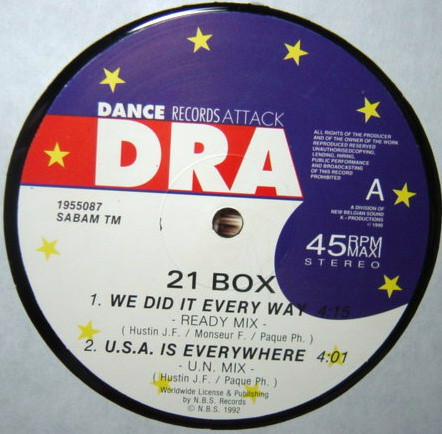 DANCE RECORDS ATTACK
DRA
ALL RIGHTS OF THE PRODUCER
AND OF THE OWNER OF THE WORK
REPRODUCED RESERVED
UNAUTHORISEDCOPYING,
LENDING, HIRING,
PUBLIC PERFORMANCE
AND BROADCASTING
OF THIS RECORD
PROHIBITED
A
A DIVISION OF
NEW BELGIAN SOUND
K - PRODUCTIONS
1955087
SABAM TM
45 RPM
MAXI
STEREO
21 BOX
1. WE DID IT EVERY WAY 4:15
- READY MIX -
( Hustin J.F. / Monseur F. / Paque Ph. )
2. U.S.A. IS EVERYWHERE 4:01
- U.N. MIX -
( Hustin J.F. / Paque Ph. )
Worldwide License & Publishing
by N.B.S. Records
© N.B.S. 1992